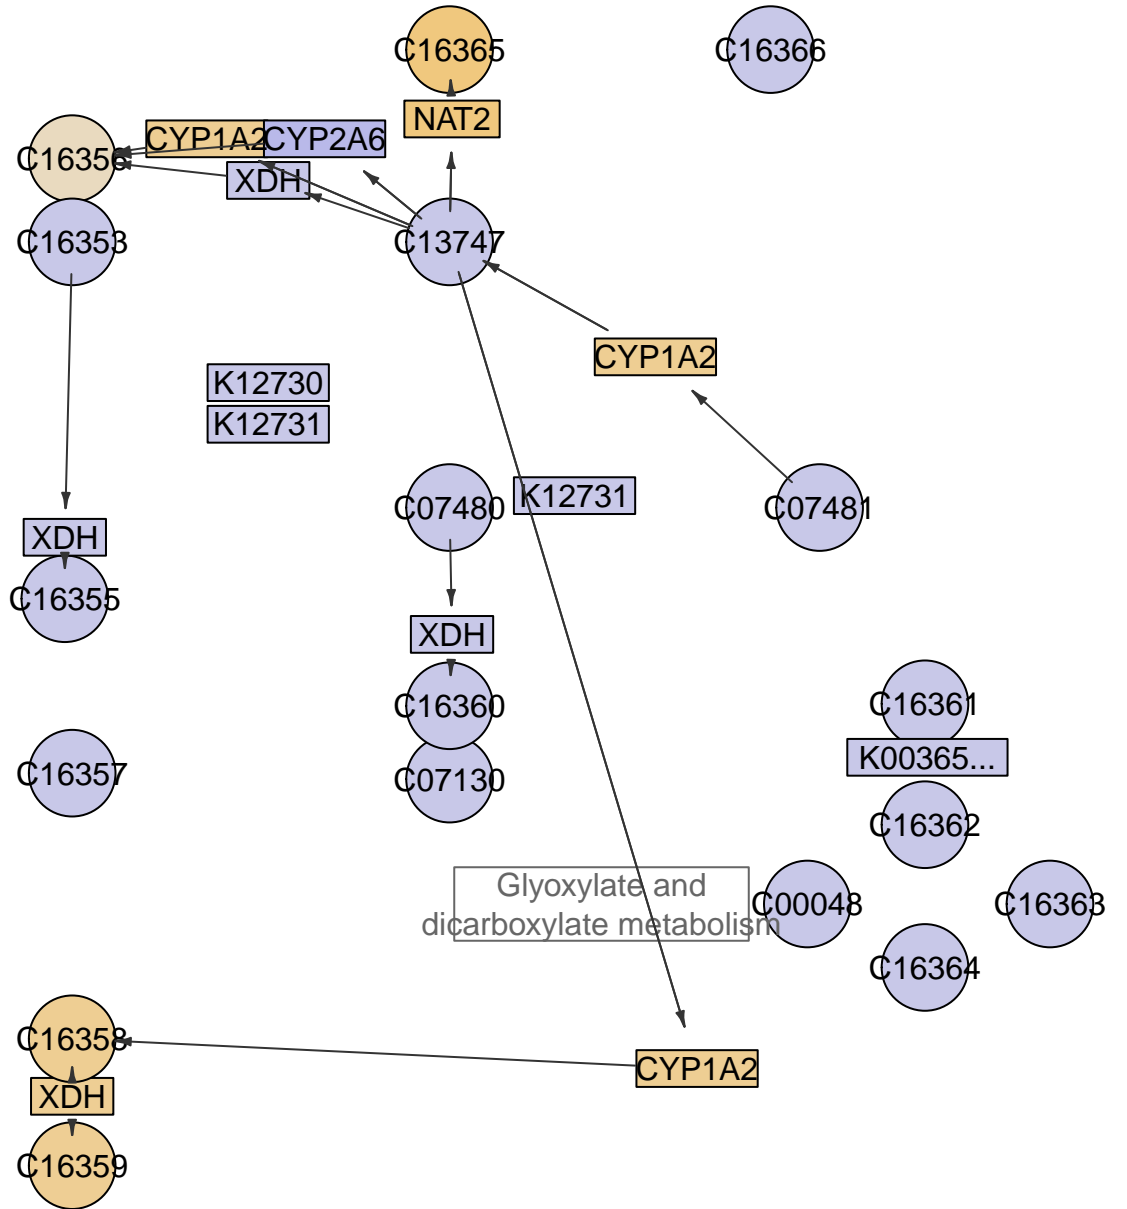 C16365
C16366
NAT2
CYP1A2
CYP2A6
C16356
XDH
C16353
C13747
CYP1A2
K12730
K12731
K12731
C07480
C07481
XDH
C16355
XDH
C16360
C16361
K00365...
C16357
C07130
C16362
Glyoxylate and
dicarboxylate metabolism
C00048
C16363
C16364
C16358
CYP1A2
XDH
C16359